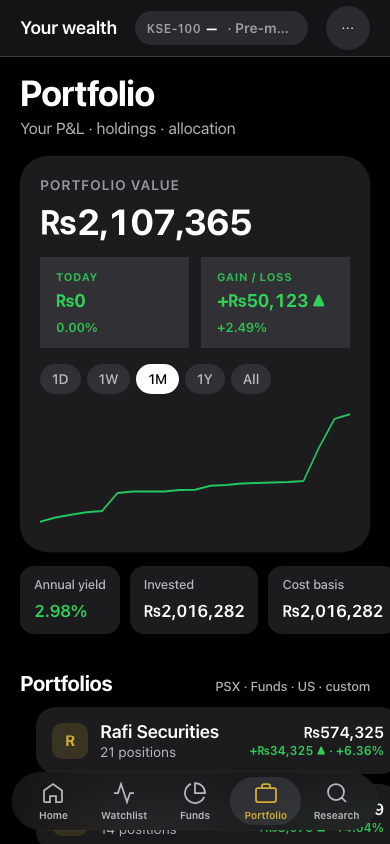 Your wealth
KSE-100 — · Pre-m...
...
Portfolio
Your P&L · holdings · allocation
PORTFOLIO VALUE
₨2,107,365
TODAY
₨0
0.00%
GAIN / LOSS
+₨50,123 ▲
+2.49%
1D 1W 1M 1Y All
Annual yield
2.98%
Invested
₨2,016,282
Cost basis
₨2,016,282
Portfolios
PSX · Funds · US · custom
R
Rafi Securities
21 positions
₨574,325
+₨34,325 ▲ · +6.36%
9
14 positions
Home
Watchlist
Funds
Portfolio
Research